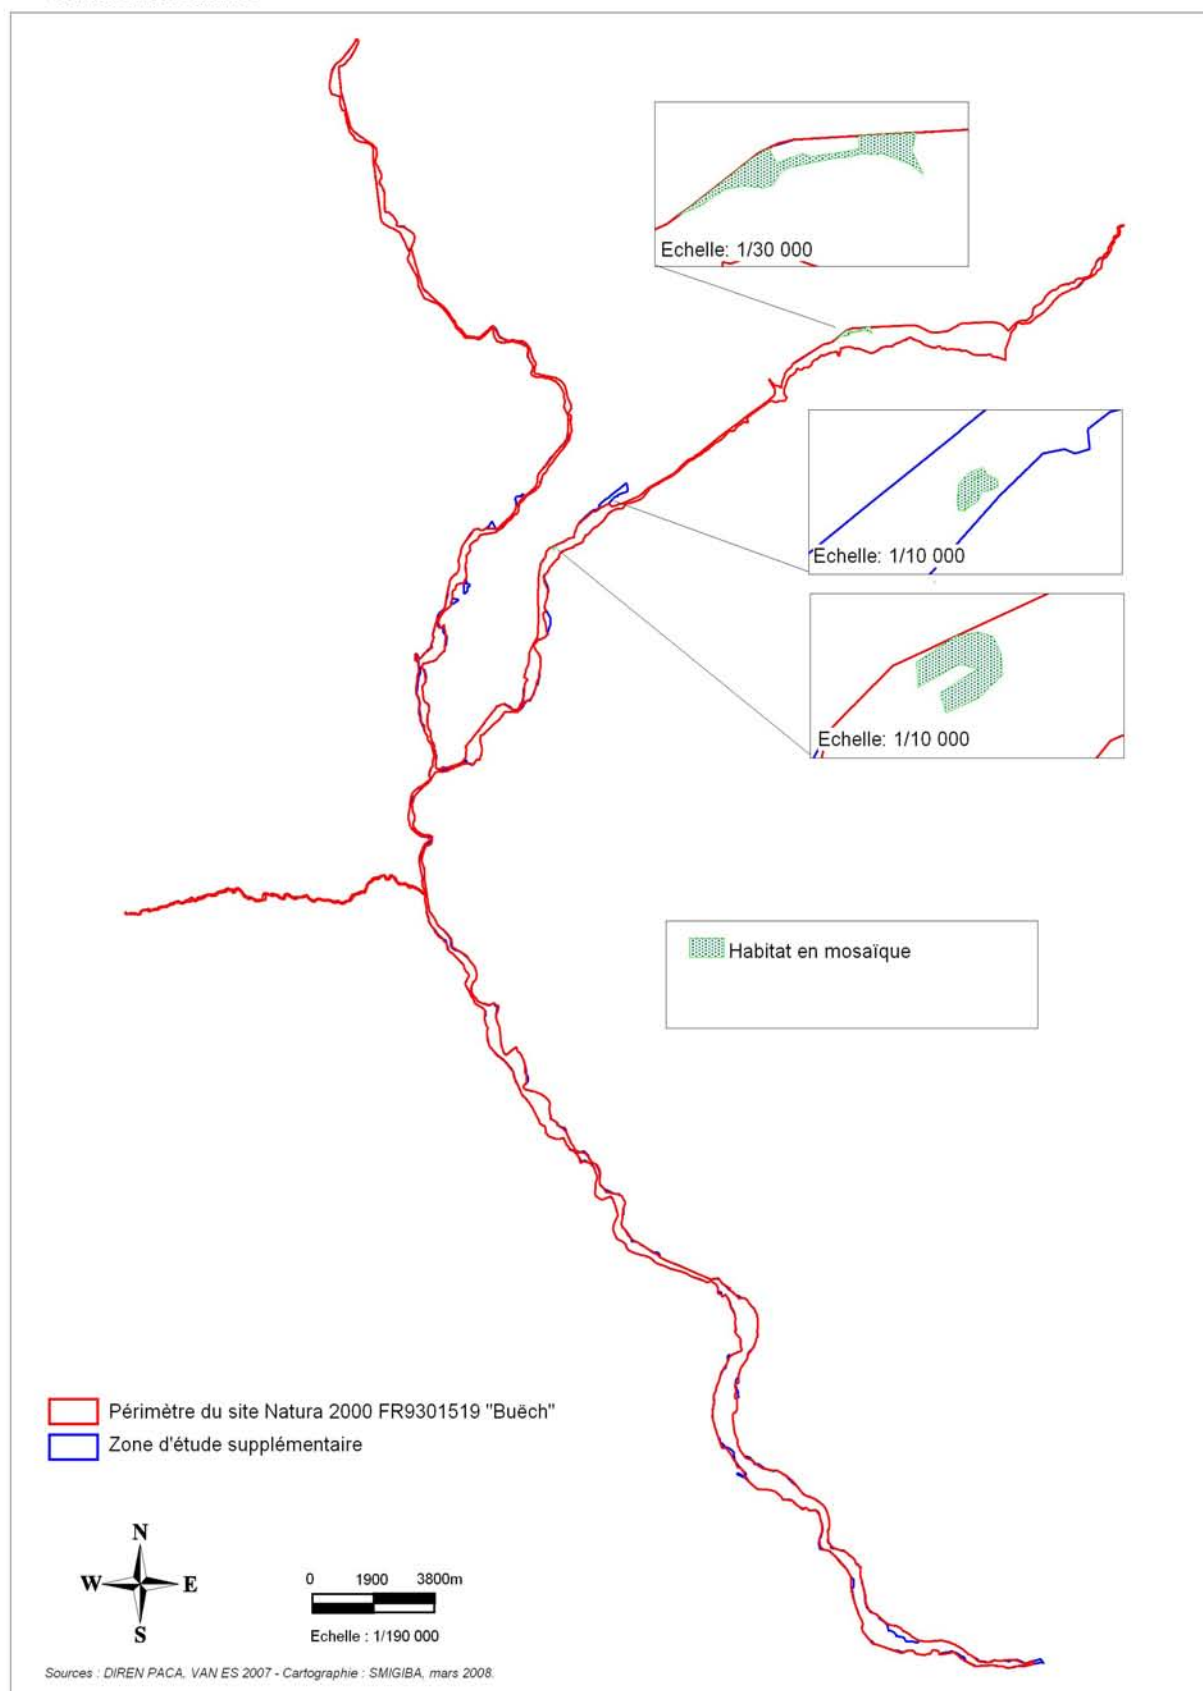 Echelle: 1/30 000
Echelle: 1/10 000
Echelle: 1/10 000
Habitat en mosaïque
Périmètre du site Natura 2000 FR9301519 "Buëch"
Zone d'étude supplémentaire
N
W E
S
0 1900 3800m
Echelle : 1/190 000
Sources : DIREN PACA, VAN ES 2007 - Cartographie : SMIGIBA, mars 2008.